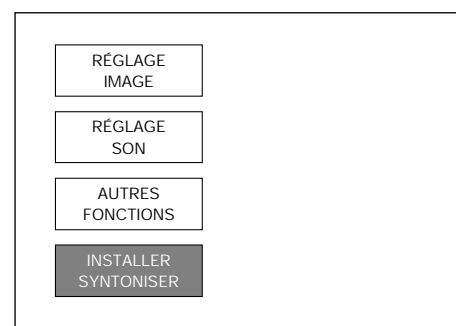 RÉGLAGE
IMAGE
RÉGLAGE
SON
AUTRES
FONCTIONS
INSTALLER
SYNTONISER